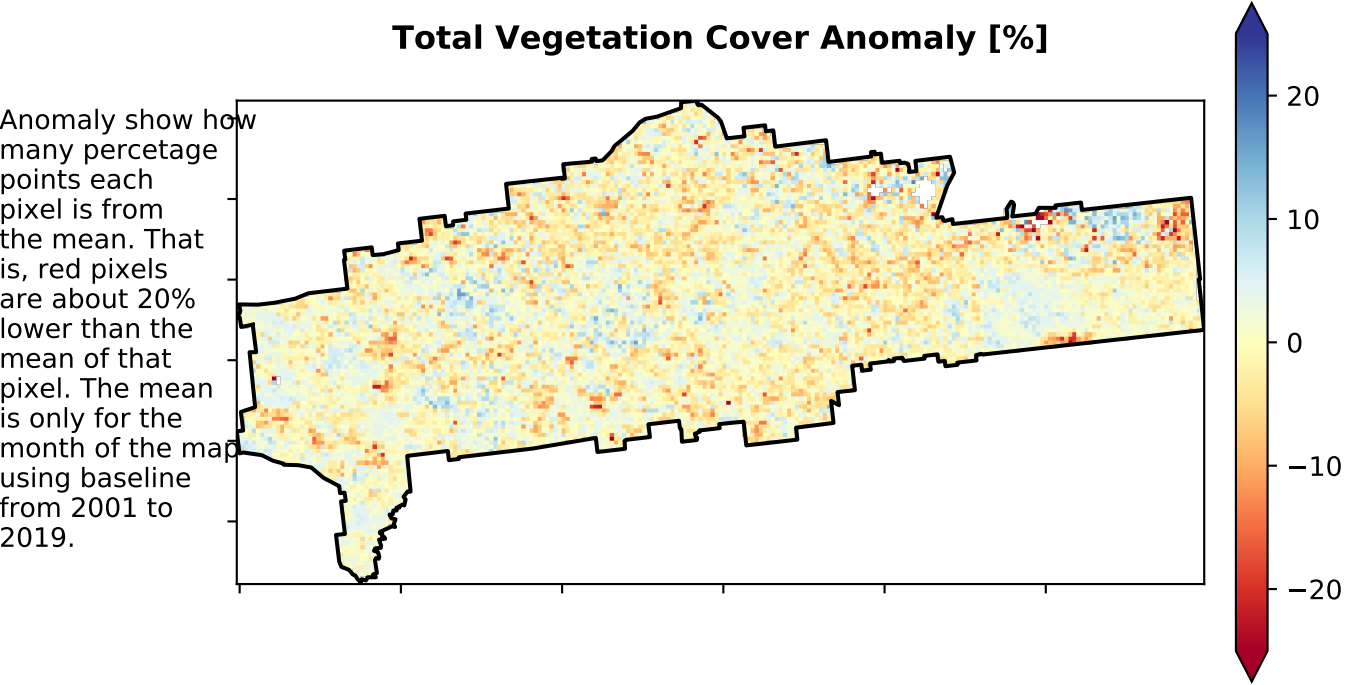 Total Vegetation Cover Anomaly [%]
Anomaly show how
many percetage
points each
pixel is from
the mean. That
is, red pixels
are about 20%
lower than the
mean of that
pixel. The mean
is only for the
month of the map
using baseline
from 2001 to
2019.
20
10
0
−10
−20